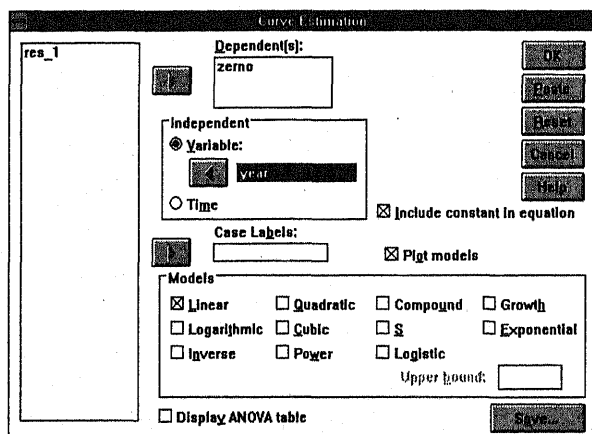 Curve Estimation
res_1
Dependent(s):
zerno
OK
Paste
Reset
Cancel
Help
Independent
Variable:
year
Time
Include constant in equation
Case Labels:
Plot models
Models
Linear
Quadratic
Compound
Growth
Logarithmic
Cubic
S
Exponential
Inverse
Power
Logistic
Upper bound:
Display ANOVA table
Save...